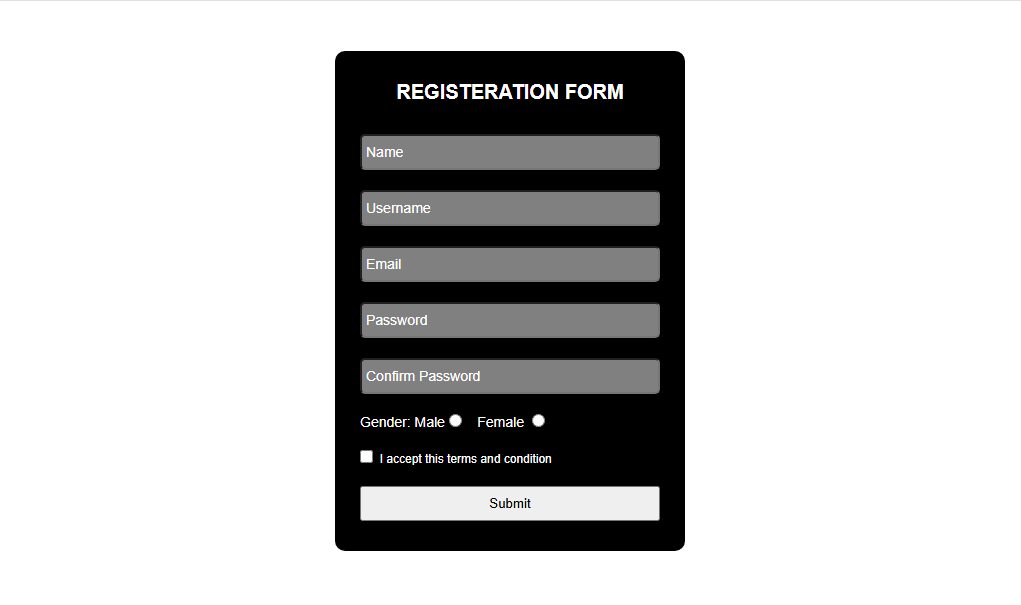 REGISTERATION FORM
Name
Username
Email
Password
Confirm Password
Gender: Male Female
I accept this terms and condition
Submit